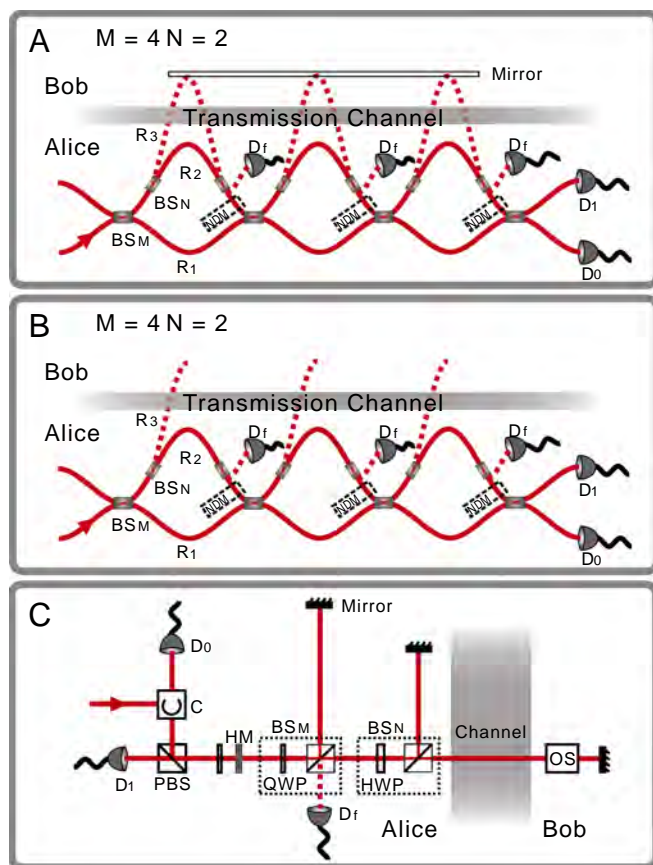 A M = 4 N = 2
Mirror
Bob
Transmission Channel
R3
Alice
Df Df Df
R2
BSN
NDM NDM NDM
D1
BSM
R1
D0
B M = 4 N = 2
Bob
R3
Transmission Channel
Alice
Df Df Df
R2
BSN
NDM NDM NDM
D1
BSM
R1
D0
C
Mirror
D0
C
HM BSM BSN Channel
OS
D1 PBS QWP HWP
Df
Alice Bob